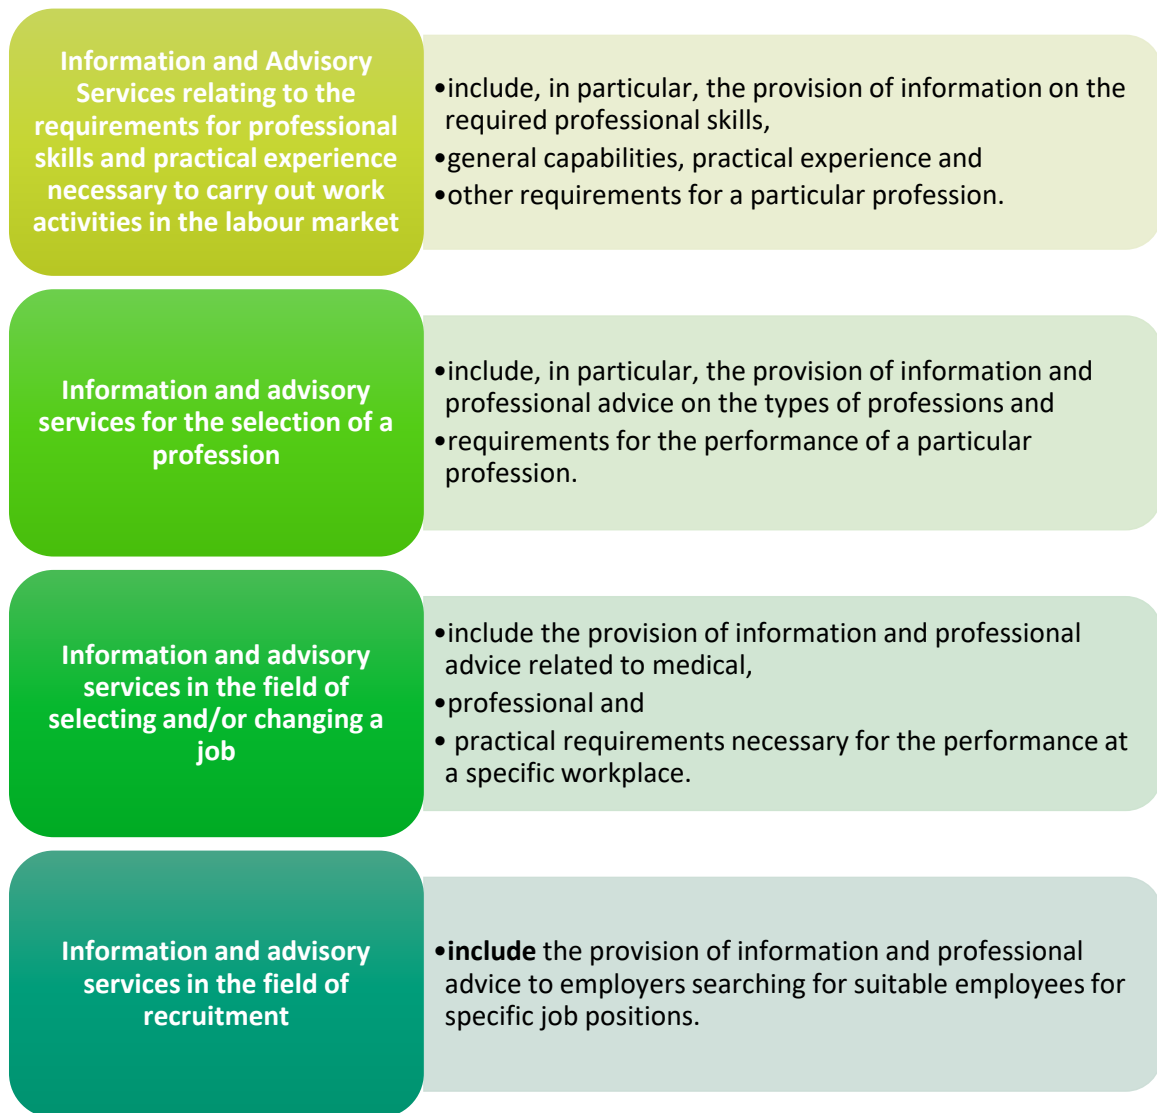 Information and Advisory
Services relating to the
requirements for professional
skills and practical experience
necessary to carry out work
activities in the labour market
•include, in particular, the provision of information on the
required professional skills,
•general capabilities, practical experience and
•other requirements for a particular profession.
Information and advisory
services for the selection of a
profession
•include, in particular, the provision of information and
professional advice on the types of professions and
•requirements for the performance of a particular
profession.
Information and advisory
services in the field of
selecting and/or changing a
job
•include the provision of information and professional
advice related to medical,
•professional and
• practical requirements necessary for the performance at
a specific workplace.
Information and advisory
services in the field of
recruitment
•include the provision of information and professional
advice to employers searching for suitable employees for
specific job positions.